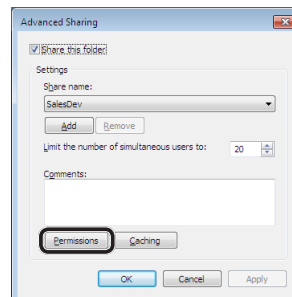 Advanced Sharing
Share this folder
Settings
Share name:
SalesDev
Add Remove
Limit the number of simultaneous users to: 20
Comments:
Permissions Caching
OK Cancel Apply